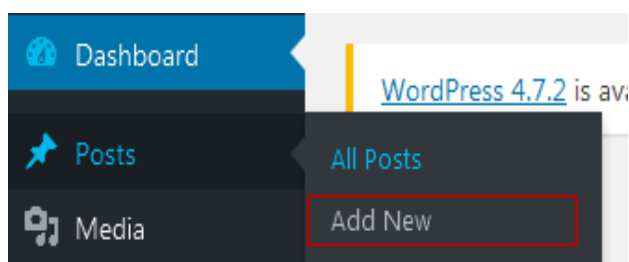 Dashboard
WordPress 4.7.2 is ava
Posts
All Posts
Add New
Media